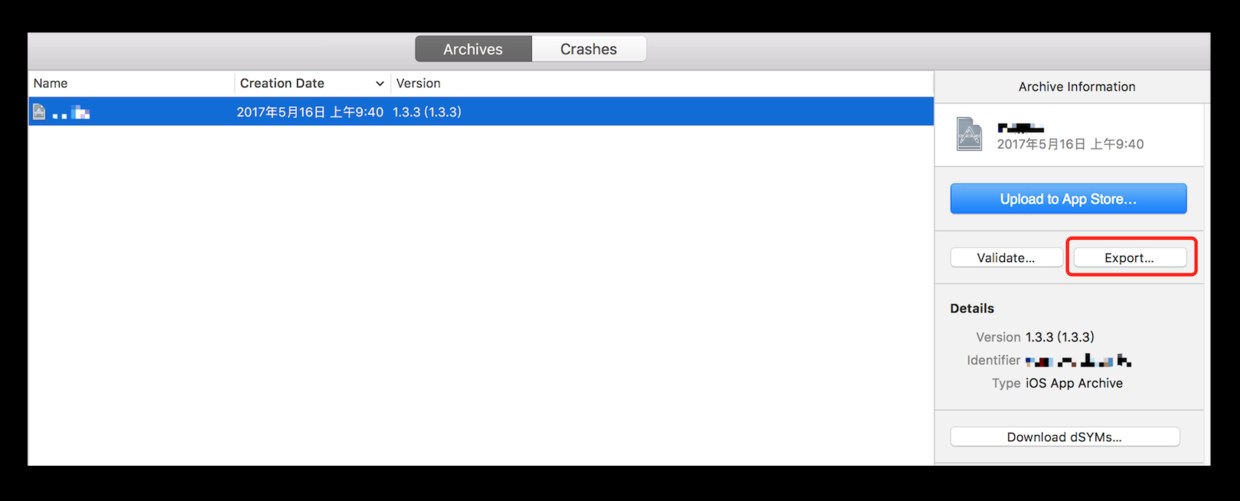 Archives Crashes
Name Creation Date Version
2017年5月16日 上午9:40 1.3.3 (1.3.3)
Archive Information
2017年5月16日 上午9:40
Upload to App Store...
Validate... Export...
Details
Version 1.3.3 (1.3.3)
Identifier
Type iOS App Archive
Download dSYMs...